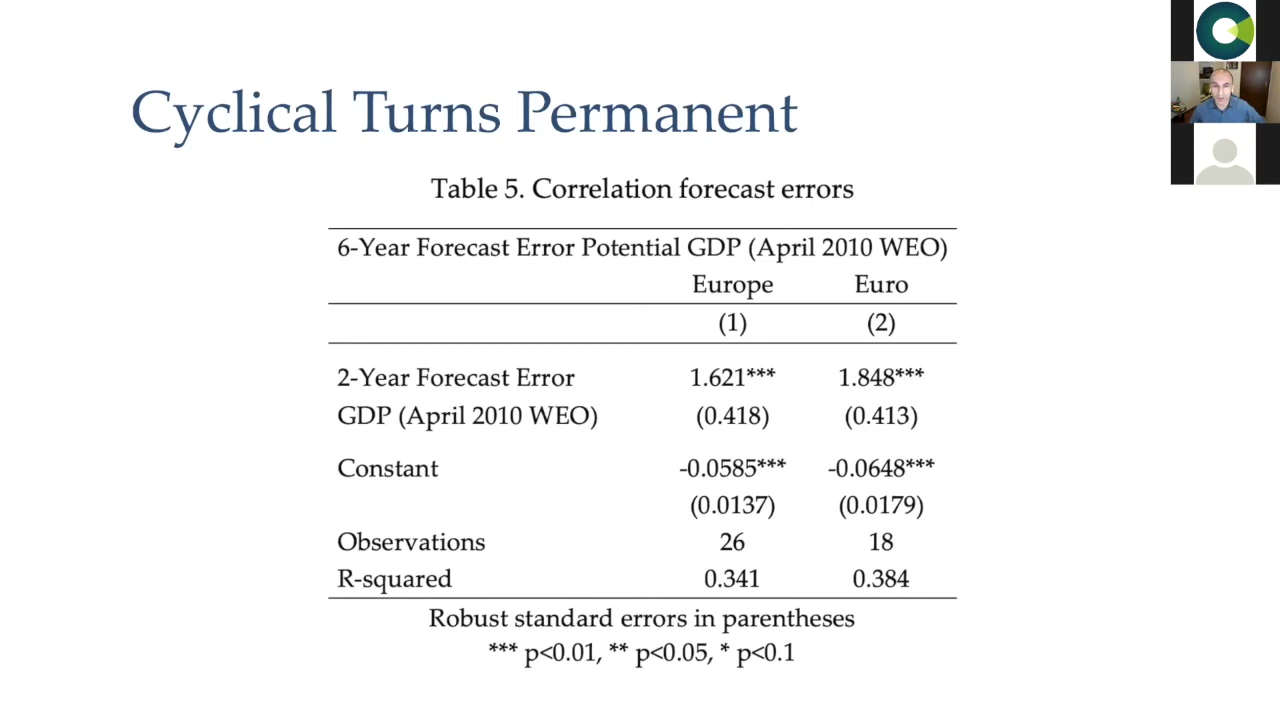 Cyclical Turns Permanent
Table 5. Correlation forecast errors
6-Year Forecast Error Potential GDP (April 2010 WEO)
Europe Euro
(1) (2)
2-Year Forecast Error 1.621*** 1.848***
GDP (April 2010 WEO) (0.418) (0.413)
Constant -0.0585*** -0.0648***
(0.0137) (0.0179)
Observations 26 18
R-squared 0.341 0.384
Robust standard errors in parentheses
*** p<0.01, ** p<0.05, * p<0.1